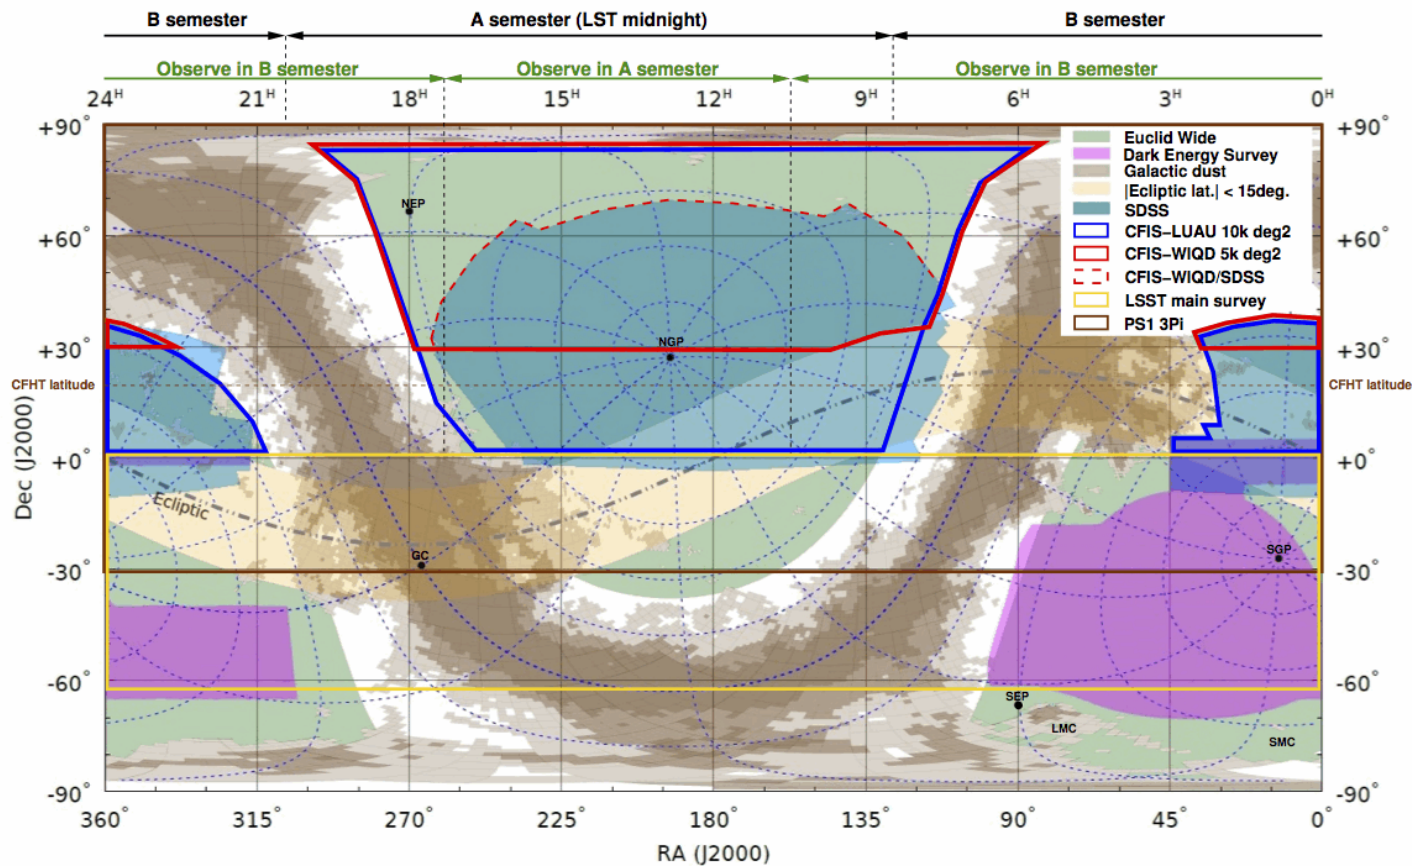 B semester
A semester (LST midnight)
B semester
Observe in B semester
Observe in A semester
Observe in B semester
24H
21H
18H
15H
12H
9H
6H
3H
0H
+90°
+90°
Euclid Wide
Dark Energy Survey
Galactic dust
|Ecliptic lat.| < 15deg.
SDSS
CFIS-LUAU 10k deg2
CFIS-WIQD 5k deg2
CFIS-WIQD/SDSS
LSST main survey
PS1 3Pi
NEP
+60°
+60°
NGP
+30°
+30°
CFHT latitude
CFHT latitude
Dec (J2000)
+0°
+0°
Ecliptic
GC
SGP
-30°
-30°
-60°
-60°
SEP
LMC
SMC
-90°
-90°
360°
315°
270°
225°
180°
135°
90°
45°
0°
RA (J2000)